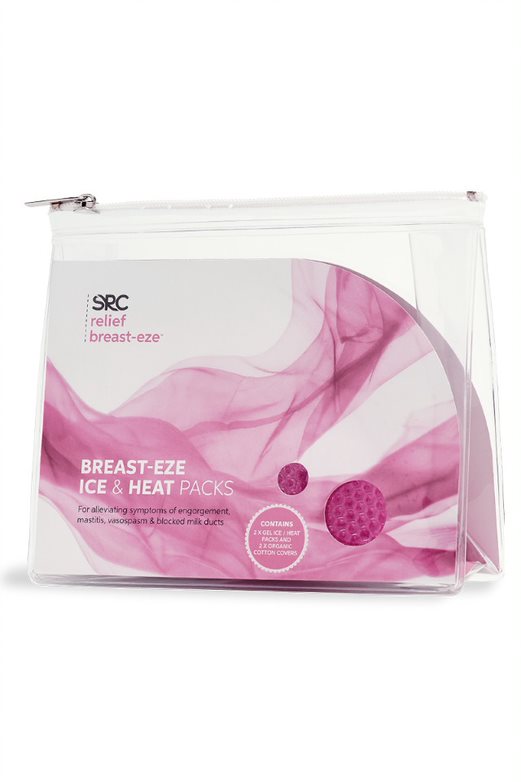 SRC
relief
breast-eze™
BREAST-EZE
ICE & HEAT PACKS
For alleviating symptoms of engorgement,
mastitis, vasospasm & blocked milk ducts
CONTAINS
2 X GEL ICE / HEAT
PACKS AND
2 X ORGANIC
COTTON COVERS